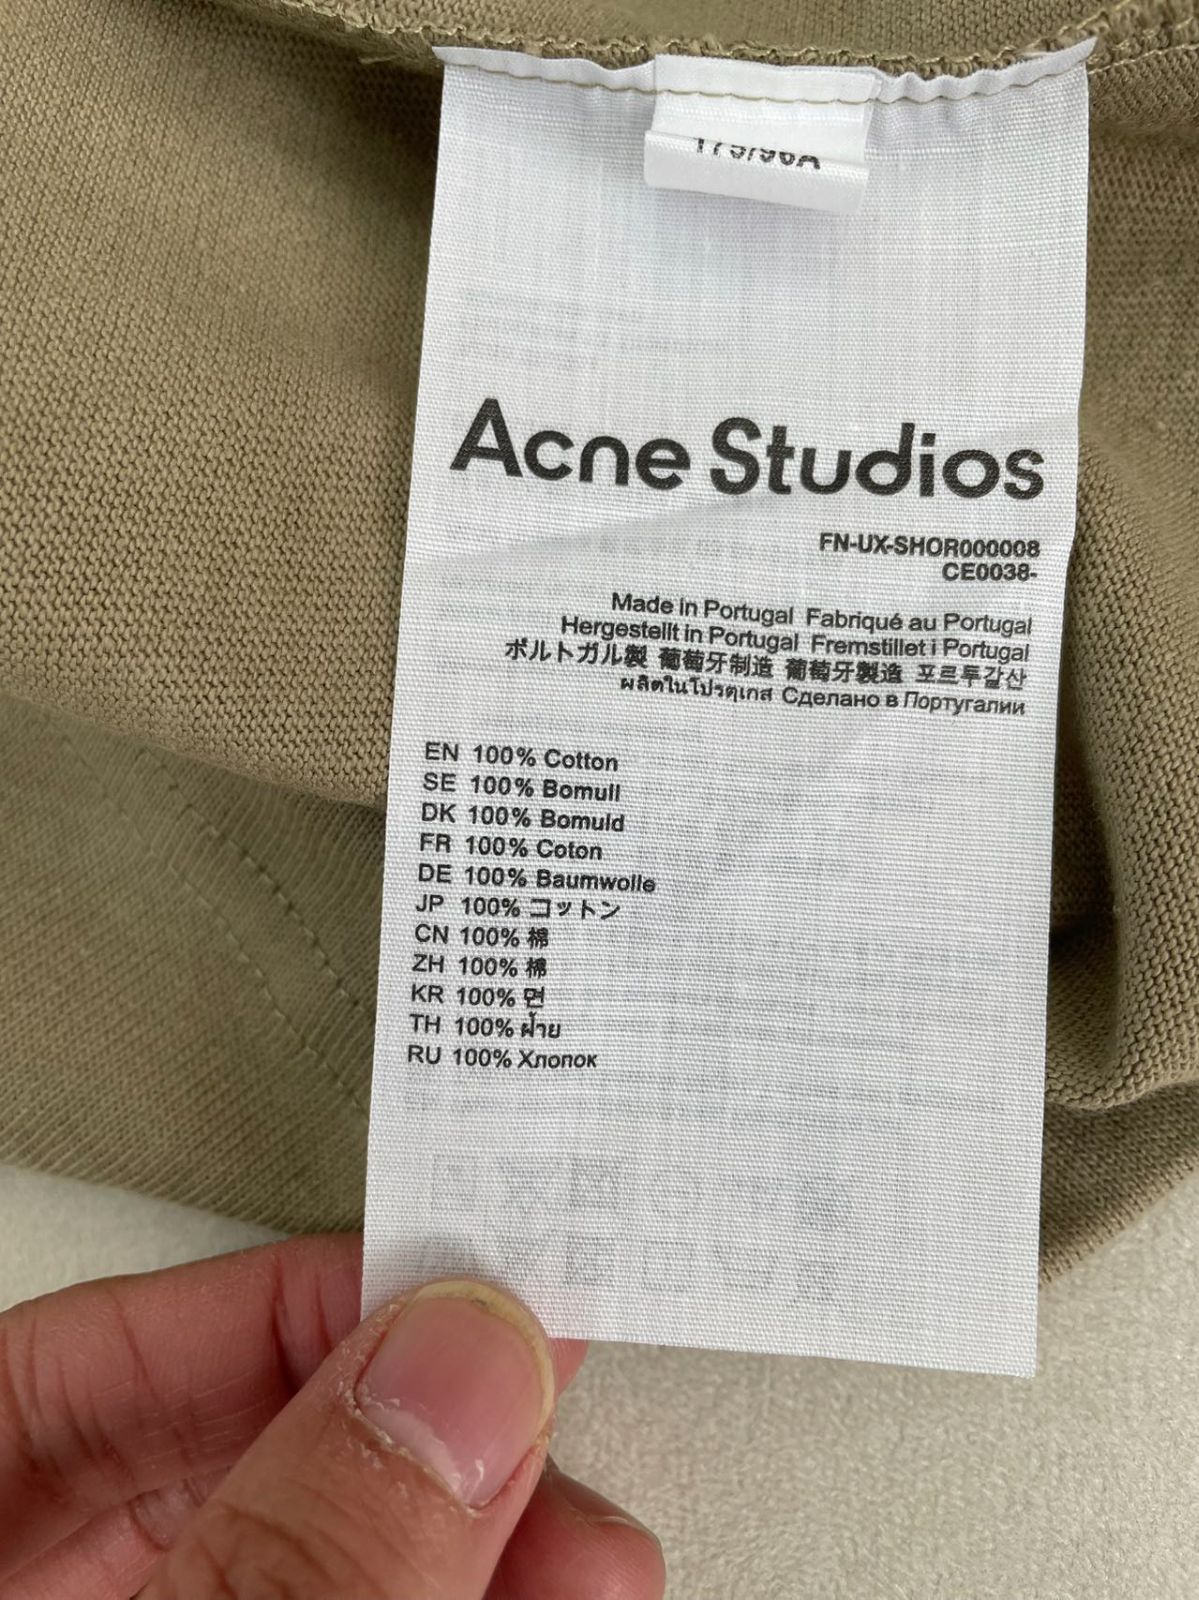 175/96A
Acne Studios
FN-UX-SHOR000008
CE0038-
Made in Portugal Fabriqué au Portugal
Hergestellt in Portugal Fremstillet i Portugal
ポルトガル製 葡萄牙制造 葡萄牙製造 포르투갈산
ผลิตในโปรตุเกส Сделано в Португалии
EN 100% Cotton
SE 100% Bomull
DK 100% Bomuld
FR 100% Coton
DE 100% Baumwolle
JP 100% コットン
CN 100% 棉
ZH 100% 棉
KR 100% 면
TH 100% ฝ้าย
RU 100% Хлопок